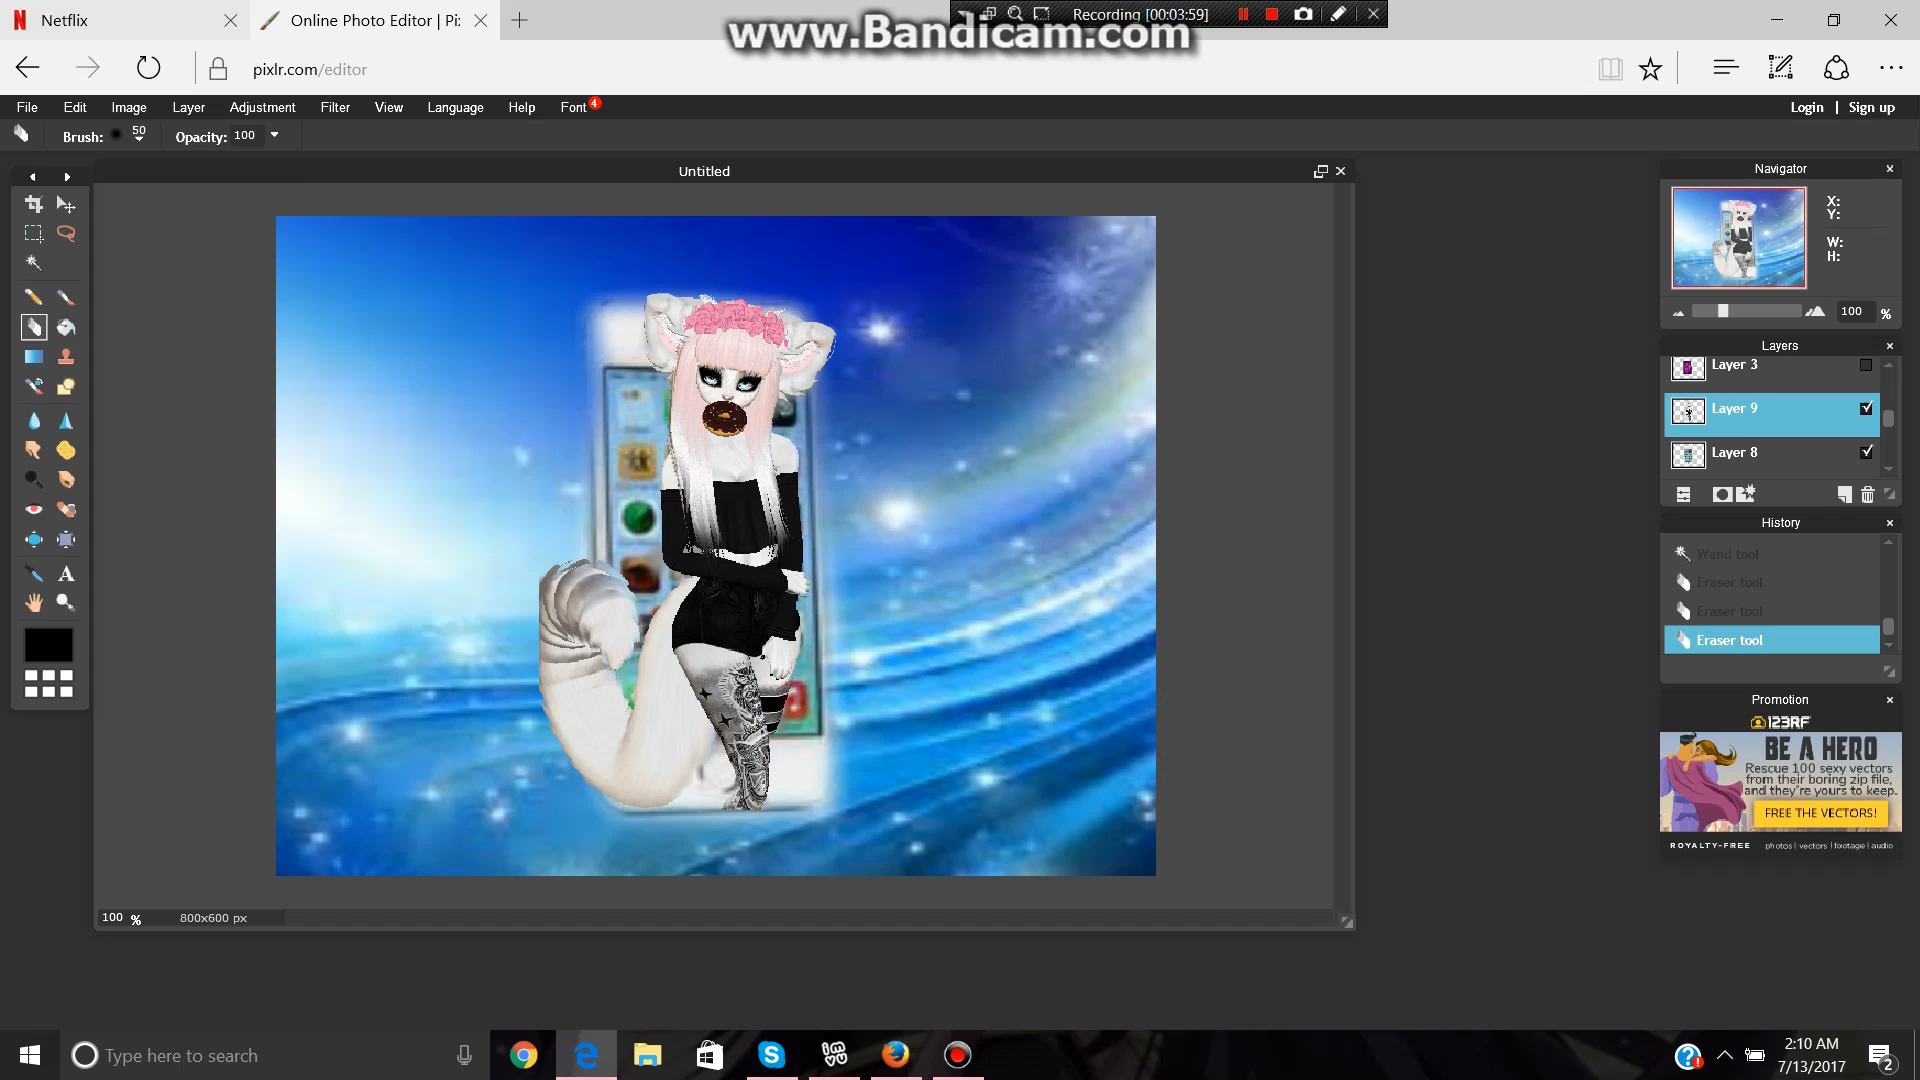 Netflix
Online Photo Editor | Pix
Recording [00:03:59]
www.Bandicam.com
pixlr.com/editor
File Edit Image Layer Adjustment Filter View Language Help Font 4
Login | Sign up
Brush: 50 Opacity: 100
Untitled
Navigator
X:
Y:
W:
H:
100 %
Layers
Layer 3
Layer 9
Layer 8
History
Wand tool
Eraser tool
Eraser tool
Eraser tool
Promotion
123RF
BE A HERO
Rescue 100 sexy vectors
from their boring zip file,
and they're yours to keep.
FREE THE VECTORS!
ROYALTY-FREE photos | vectors | footage | audio
100 % 800x600 px
Type here to search
imvu
2:10 AM
7/13/2017
2